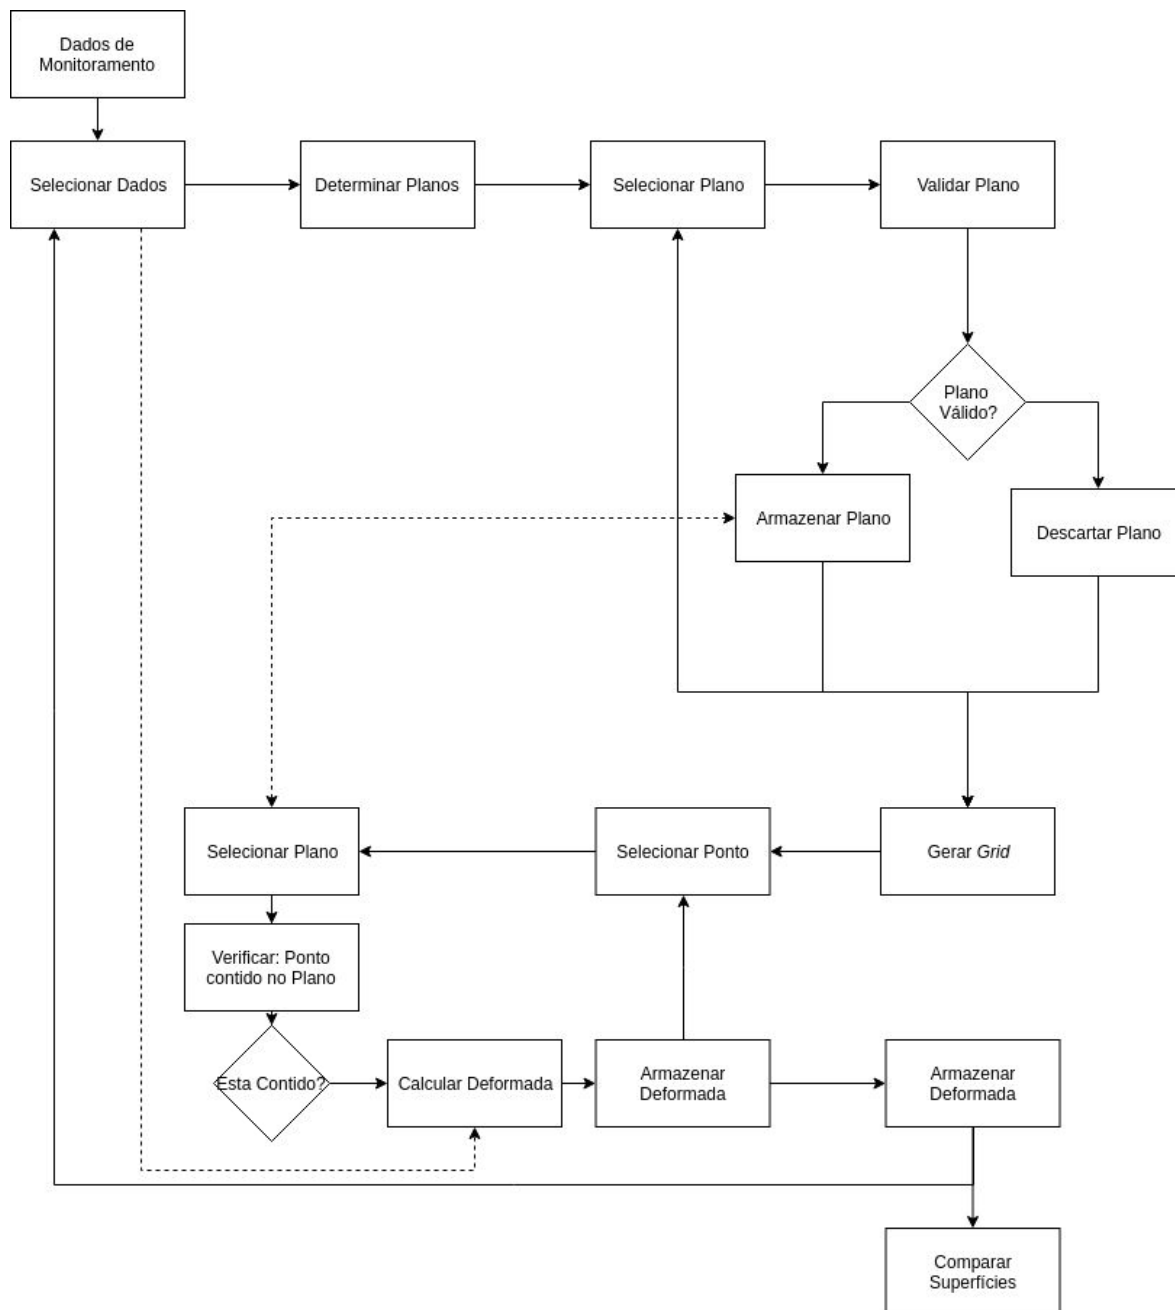 Dados de
Monitoramento
Selecionar Dados
Determinar Planos
Selecionar Plano
Validar Plano
Plano
Válido?
Armazenar Plano
Descartar Plano
Selecionar Plano
Selecionar Ponto
Gerar Grid
Verificar: Ponto
contido no Plano
Esta Contido?
Calcular Deformada
Armazenar
Deformada
Armazenar
Deformada
Comparar
Superfícies